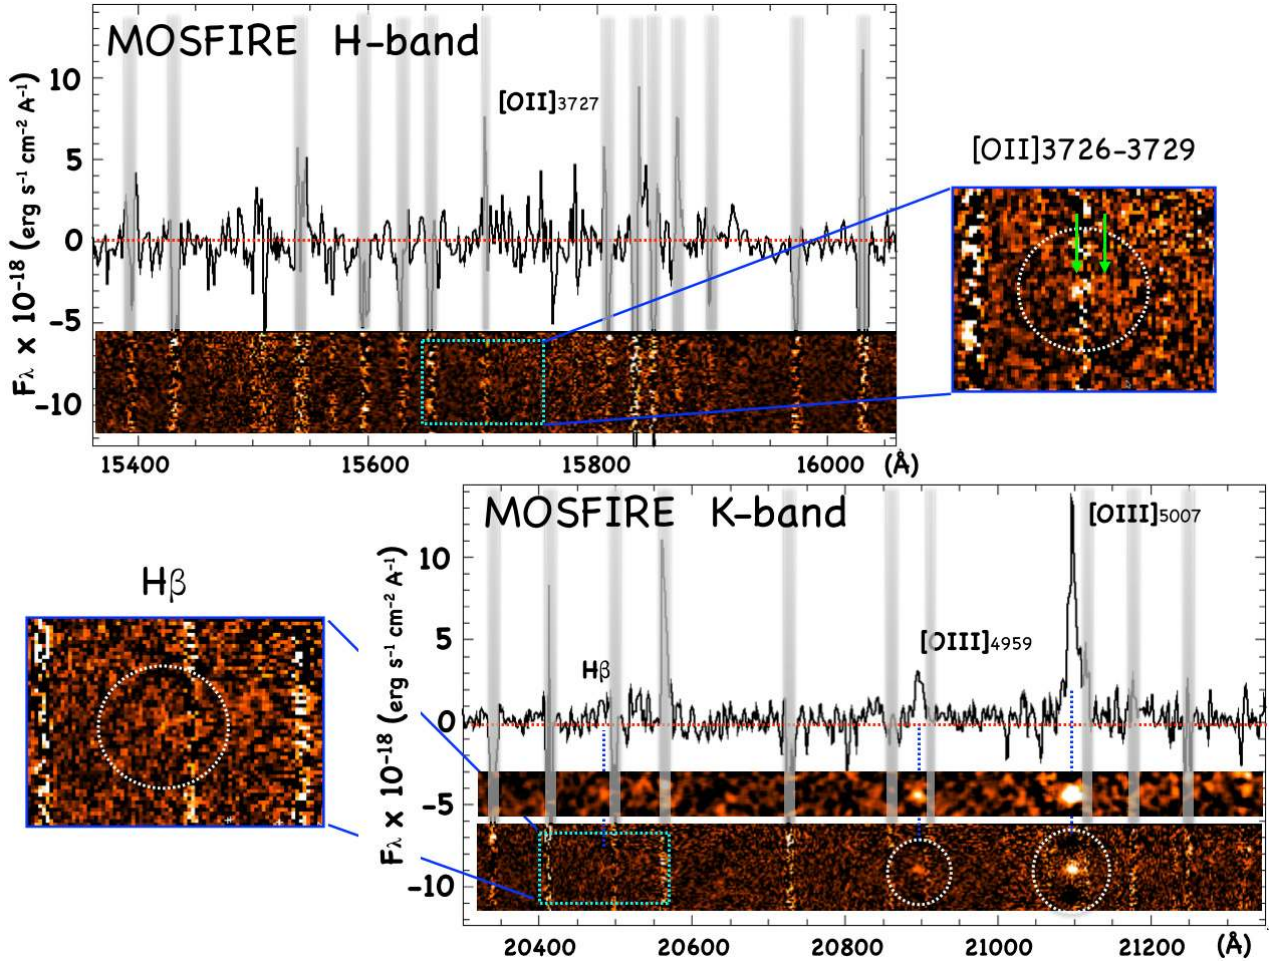 MOSFIRE H-band
[OII]3727
Fλ x 10-18 (erg s-1 cm-2 A-1)
10
5
0
-5
-10
15400 15600 15800 16000 (Å)
[OII]3726-3729
MOSFIRE K-band
[OIII]5007
[OIII]4959
Hβ
Fλ x 10-18 (erg s-1 cm-2 A-1)
10
5
0
-5
-10
20400 20600 20800 21000 21200 (Å)
Hβ